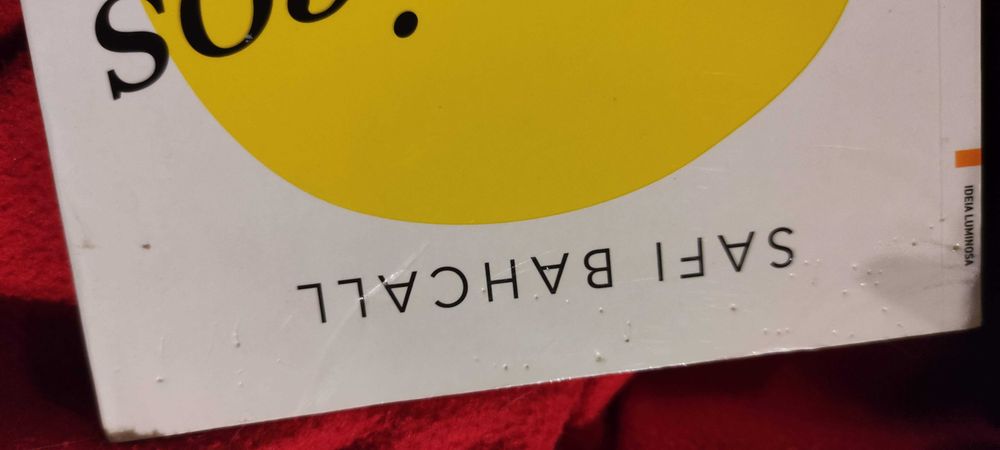 SAFI BAHCALL
IDEIA LUMINOSA